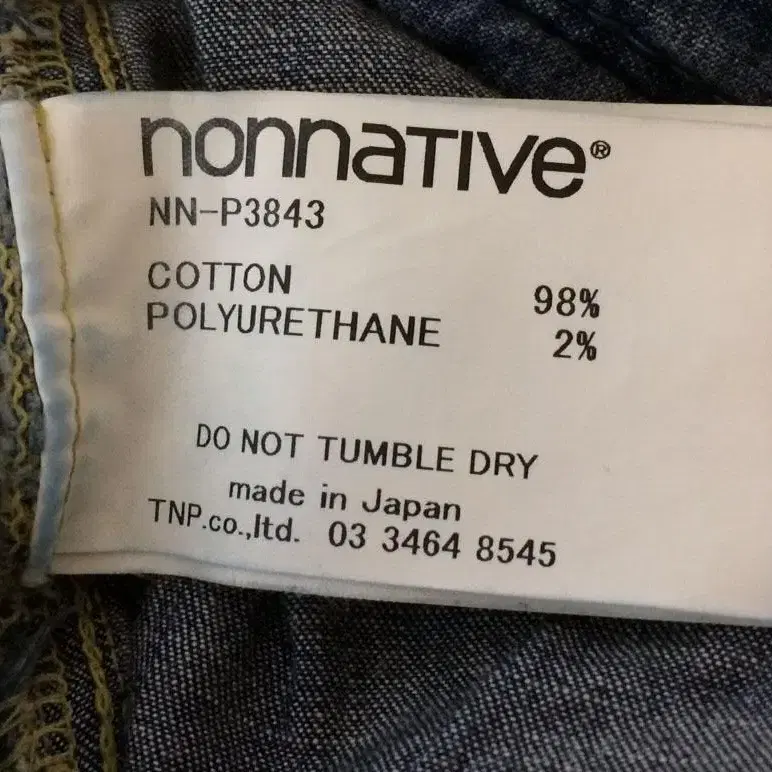 nonnative®
NN-P3843
COTTON 98%
POLYURETHANE 2%
DO NOT TUMBLE DRY
made in Japan
TNP.co.,ltd. 03 3464 8545